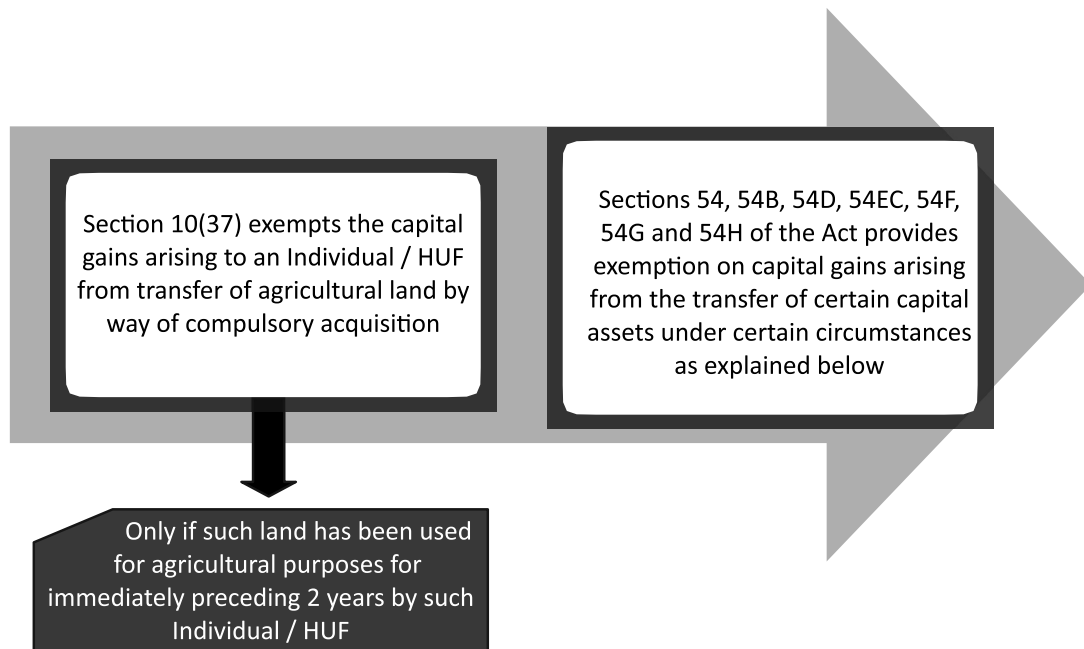 Section 10(37) exempts the capital
gains arising to an Individual / HUF
from transfer of agricultural land by
way of compulsory acquisition
Sections 54, 54B, 54D, 54EC, 54F,
54G and 54H of the Act provides
exemption on capital gains arising
from the transfer of certain capital
assets under certain circumstances
as explained below
Only if such land has been used
for agricultural purposes for
immediately preceding 2 years by such
Individual / HUF